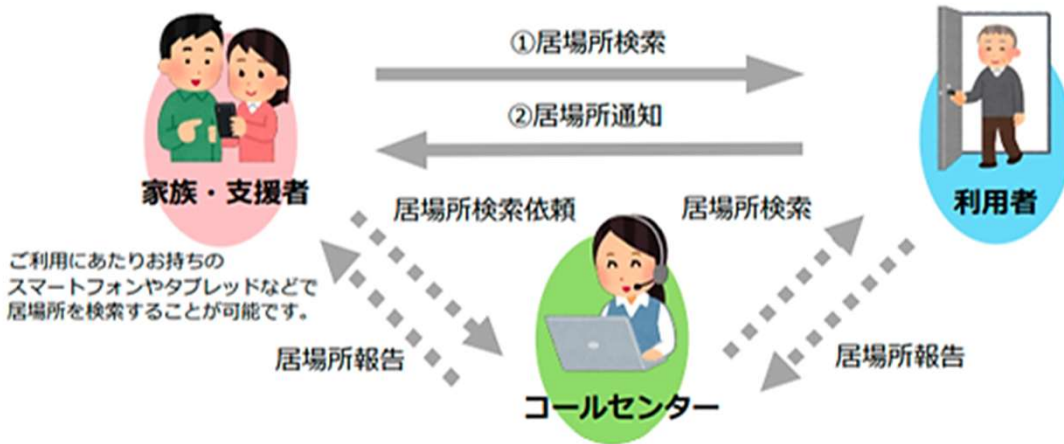 ①居場所検索
②居場所通知
家族・支援者
利用者
居場所検索依頼
居場所検索
ご利用にあたりお持ちの
スマートフォンやタブレッドなどで
居場所を検索することが可能です。
居場所報告
居場所報告
コールセンター